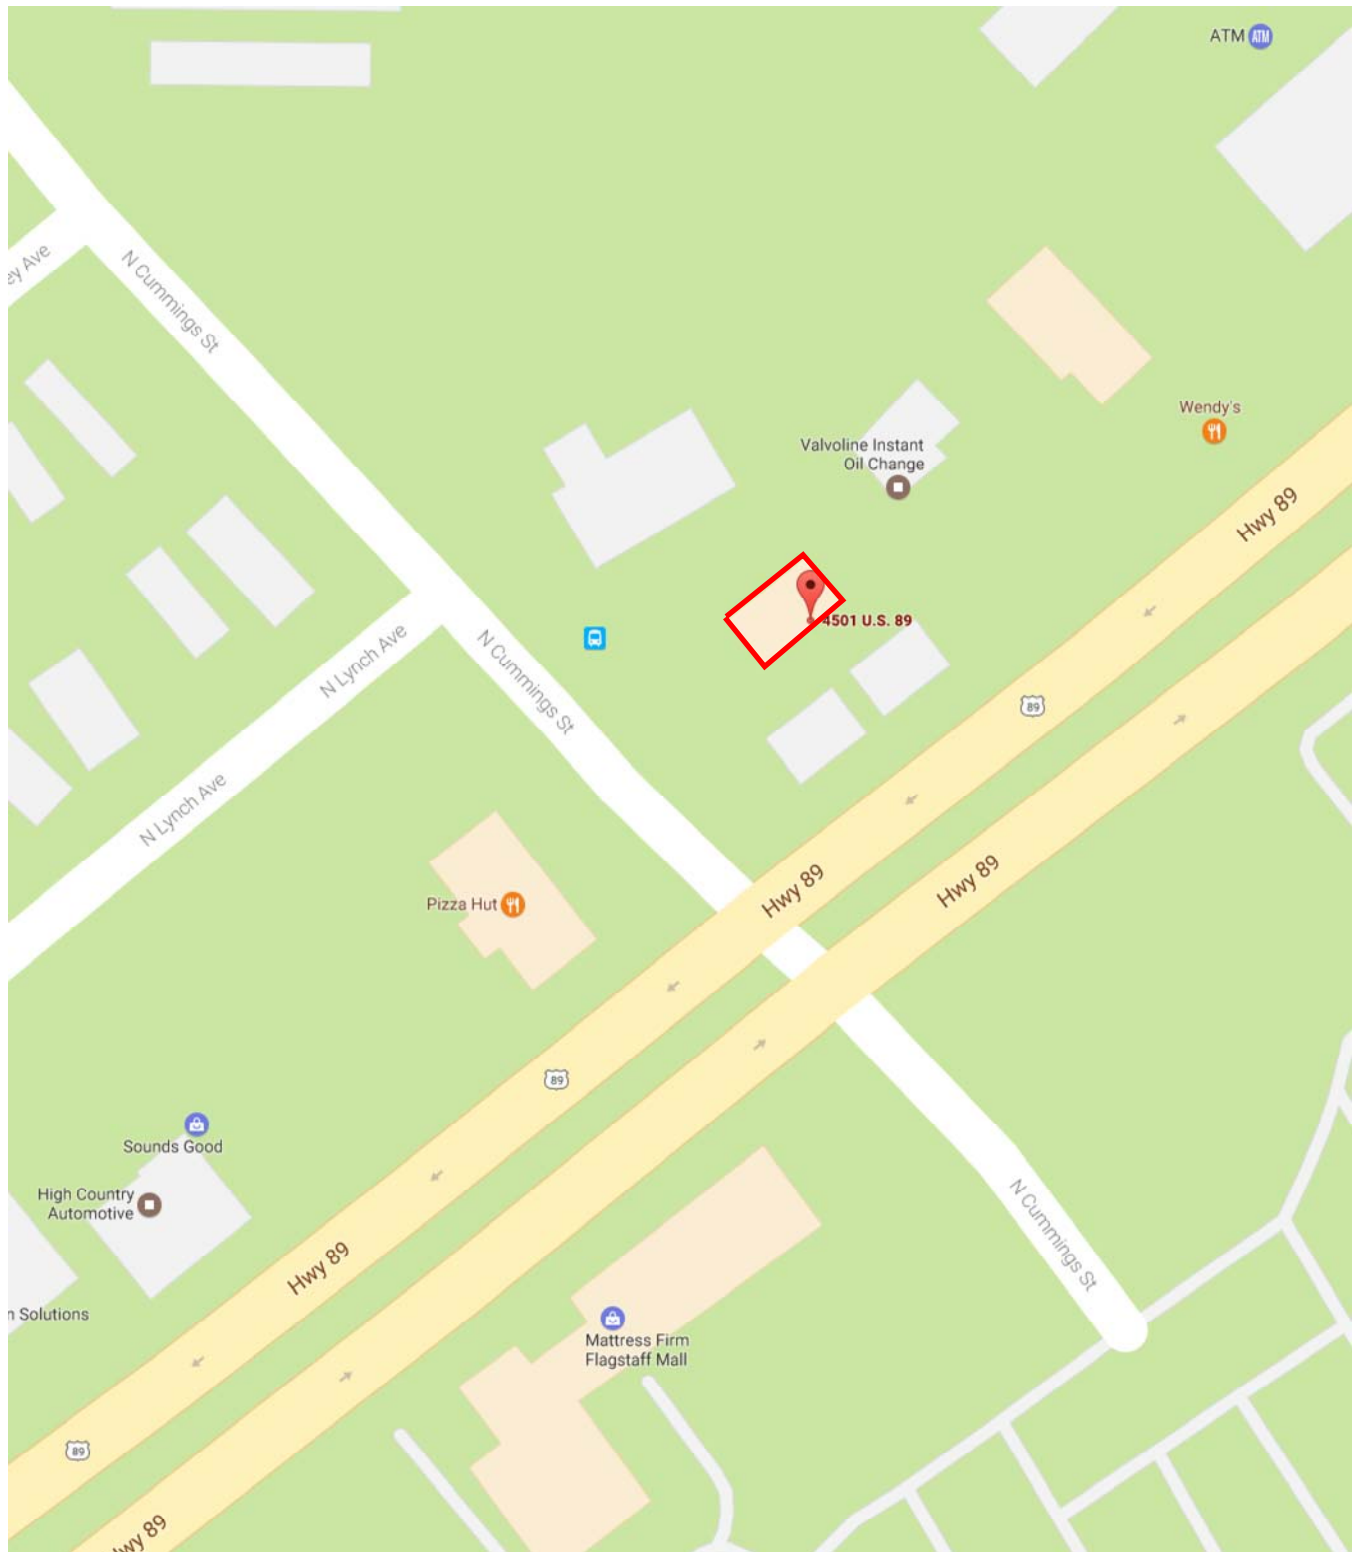 ATM ATM
ey Ave
N Cummings St
Wendy's
Valvoline Instant
Oil Change
Hwy 89
4501 U.S. 89
N Lynch Ave
N Cummings St
89
N Lynch Ave
Hwy 89
Hwy 89
Pizza Hut
89
Sounds Good
High Country
Automotive
N Cummings St
Hwy 89
n Solutions
Mattress Firm
Flagstaff Mall
89
Hwy 89